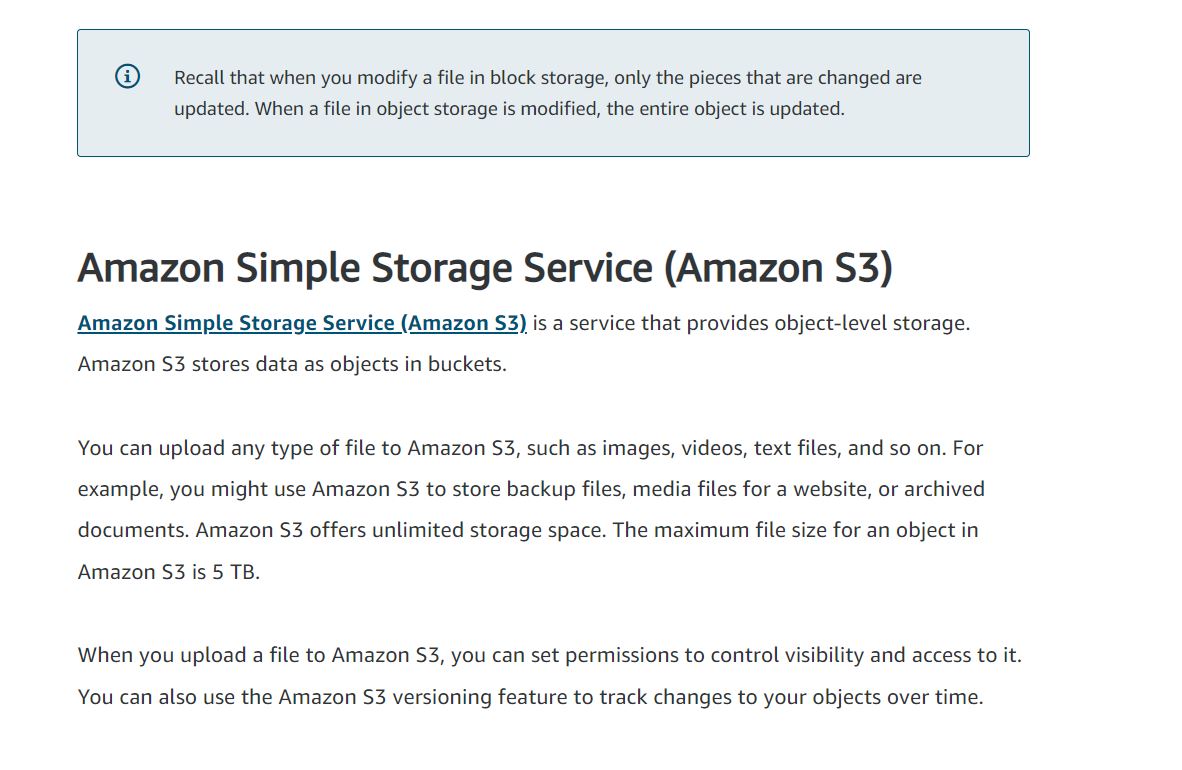 Recall that when you modify a file in block storage, only the pieces that are changed are
updated. When a file in object storage is modified, the entire object is updated.
Amazon Simple Storage Service (Amazon S3)
Amazon Simple Storage Service (Amazon S3) is a service that provides object-level storage.
Amazon S3 stores data as objects in buckets.
You can upload any type of file to Amazon S3, such as images, videos, text files, and so on. For
example, you might use Amazon S3 to store backup files, media files for a website, or archived
documents. Amazon S3 offers unlimited storage space. The maximum file size for an object in
Amazon S3 is 5 TB.
When you upload a file to Amazon S3, you can set permissions to control visibility and access to it.
You can also use the Amazon S3 versioning feature to track changes to your objects over time.